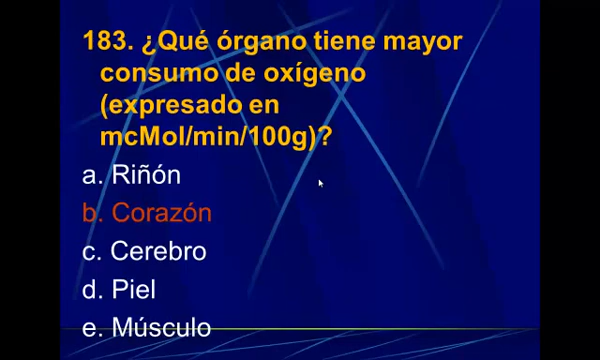 183. ¿Qué órgano tiene mayor
consumo de oxígeno
(expresado en
mcMol/min/100g)?
a. Riñón
b. Corazón
c. Cerebro
d. Piel
e. Músculo